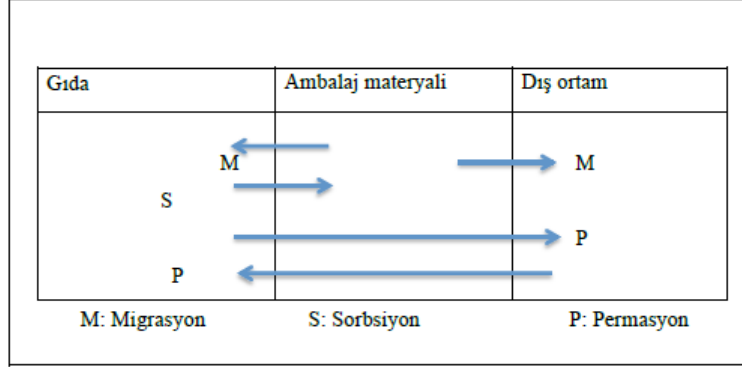 Gıda Ambalaj materyali Dış ortam
M M
S
P
P
M: Migrasyon S: Sorbsiyon P: Permasyon